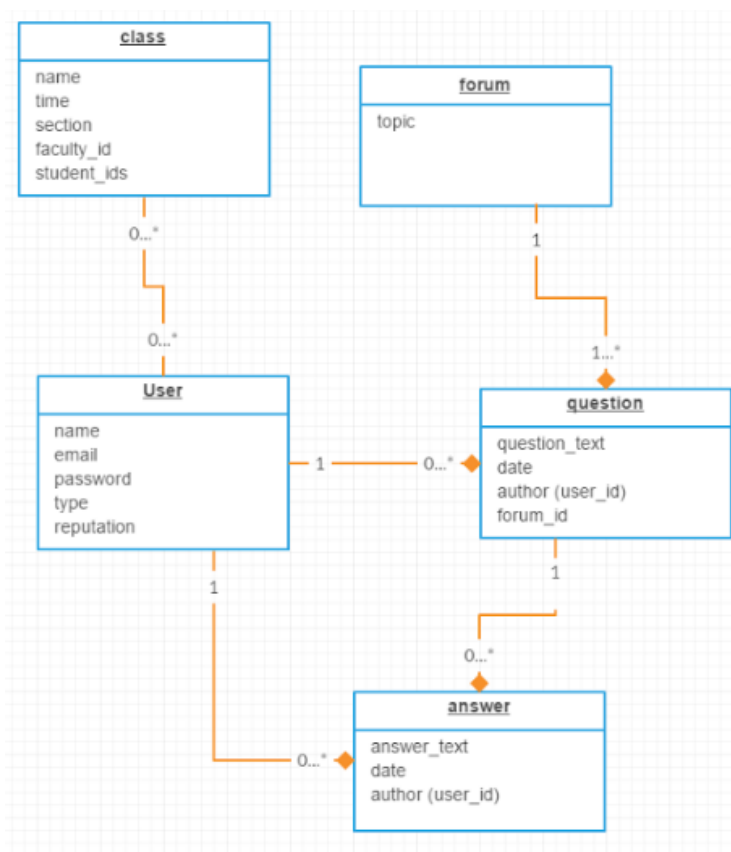 class
name
time
section
faculty_id
student_ids
forum
topic
0...*
1
0...*
1...*
User
name
email
password
type
reputation
1
0...*
question
question_text
date
author (user_id)
forum_id
1
1
0...*
answer
answer_text
date
author (user_id)
0...*